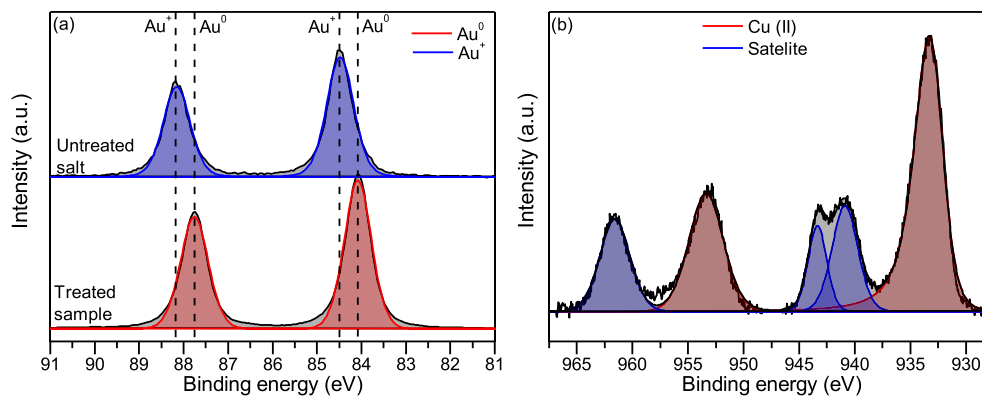 (a)
Au⁺
Au⁰
Au⁺
Au⁰
Au⁰
Au⁺
Untreated
salt
Treated
sample
Intensity (a.u.)
91 90 89 88 87 86 85 84 83 82 81
Binding energy (eV)
(b)
Cu (II)
Satelite
Intensity (a.u.)
965 960 955 950 945 940 935 930
Binding energy (eV)